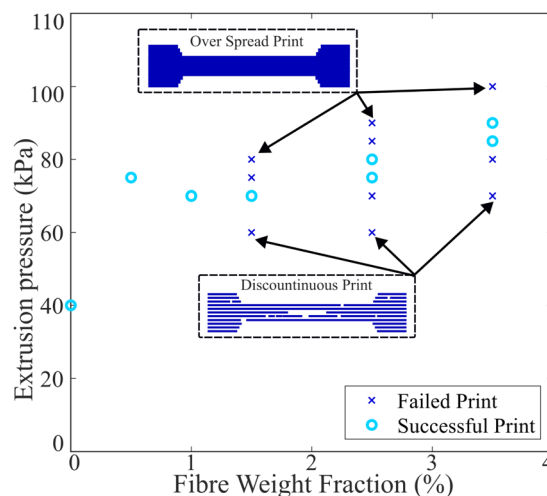 110
100
80
60
40
20
0
Extrusion pressure (kPa)
Over Spread Print
Discountinuous Print
Failed Print
Successful Print
0
1
2
3
4
Fibre Weight Fraction (%)